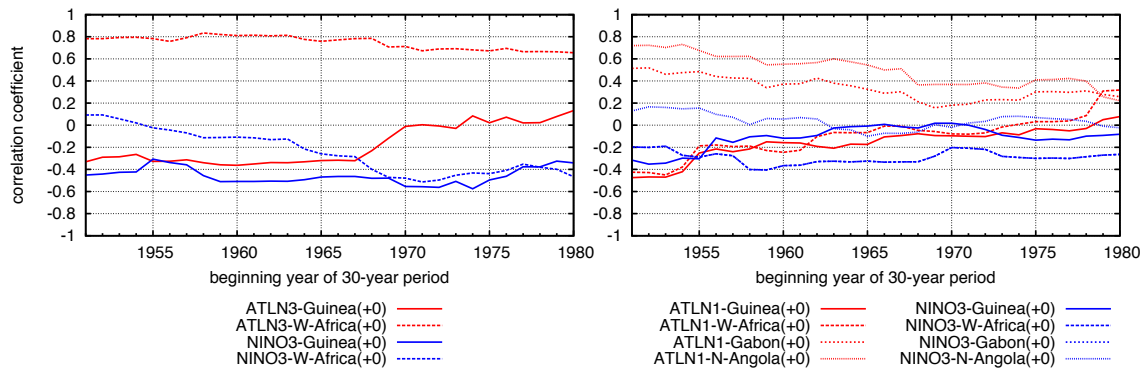 correlation coefficient
1
0.8
0.6
0.4
0.2
0
-0.2
-0.4
-0.6
-0.8
-1
1955 1960 1965 1970 1975 1980
beginning year of 30-year period
ATLN3-Guinea(+0)
ATLN3-W-Africa(+0)
NINO3-Guinea(+0)
NINO3-W-Africa(+0)
1
0.8
0.6
0.4
0.2
0
-0.2
-0.4
-0.6
-0.8
-1
1955 1960 1965 1970 1975 1980
beginning year of 30-year period
ATLN1-Guinea(+0)
ATLN1-W-Africa(+0)
ATLN1-Gabon(+0)
ATLN1-N-Angola(+0)
NINO3-Guinea(+0)
NINO3-W-Africa(+0)
NINO3-Gabon(+0)
NINO3-N-Angola(+0)